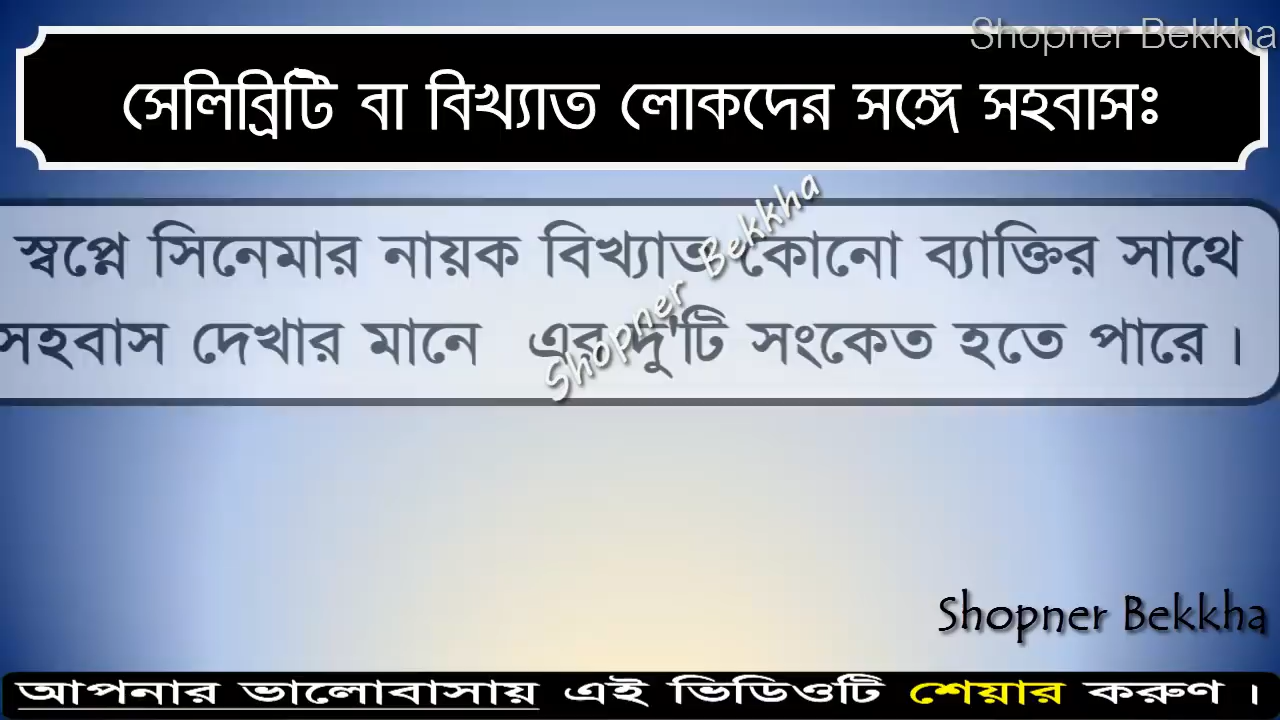 Shopner Bekkha
সেলিব্রিটি বা বিখ্যাত লোকদের সঙ্গে সহবাসঃ
স্বপ্নে সিনেমার নায়ক বিখ্যাত কোনো ব্যাক্তির সাথে
সহবাস দেখার মানে এর দু'টি সংকেত হতে পারে ।
Shopner Bekkha
Shopner Bekkha
আপনার ভালোবাসায় এই ভিডিওটি শেয়ার করুণ ।